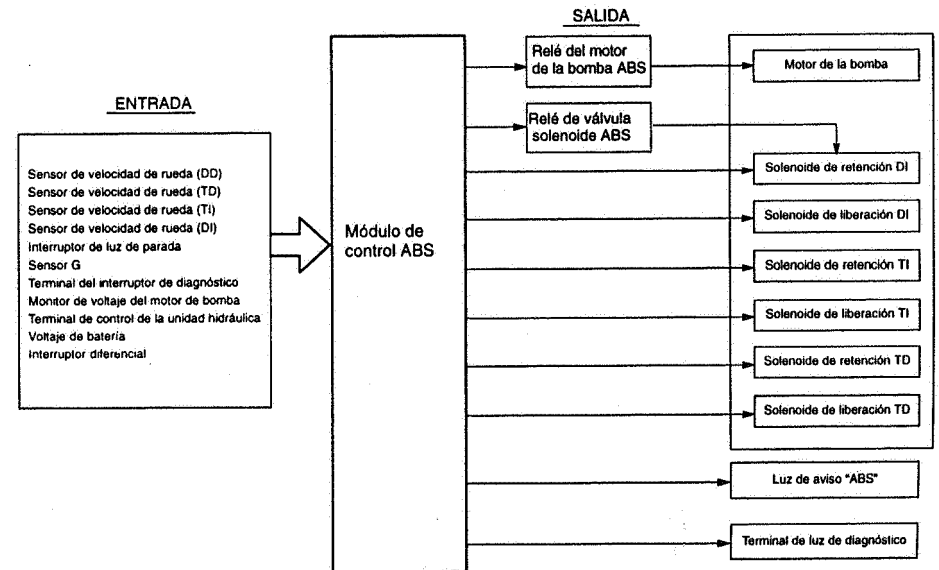 SALIDA
Relé del motor
de la bomba ABS
Motor de la bomba
ENTRADA
Relé de válvula
solenoide ABS
Sensor de velocidad de rueda (DD)
Sensor de velocidad de rueda (TD)
Sensor de velocidad de rueda (TI)
Sensor de velocidad de rueda (DI)
Interruptor de luz de parada
Sensor G
Terminal del interruptor de diagnóstico
Monitor de voltaje del motor de bomba
Terminal de control de la unidad hidráulica
Voltaje de batería
Interruptor diferencial
Módulo de
control ABS
Solenoide de retención DI
Solenoide de liberación DI
Solenoide de retención TI
Solenoide de liberación TI
Solenoide de retención TD
Solenoide de liberación TD
Luz de aviso "ABS"
Terminal de luz de diagnóstico